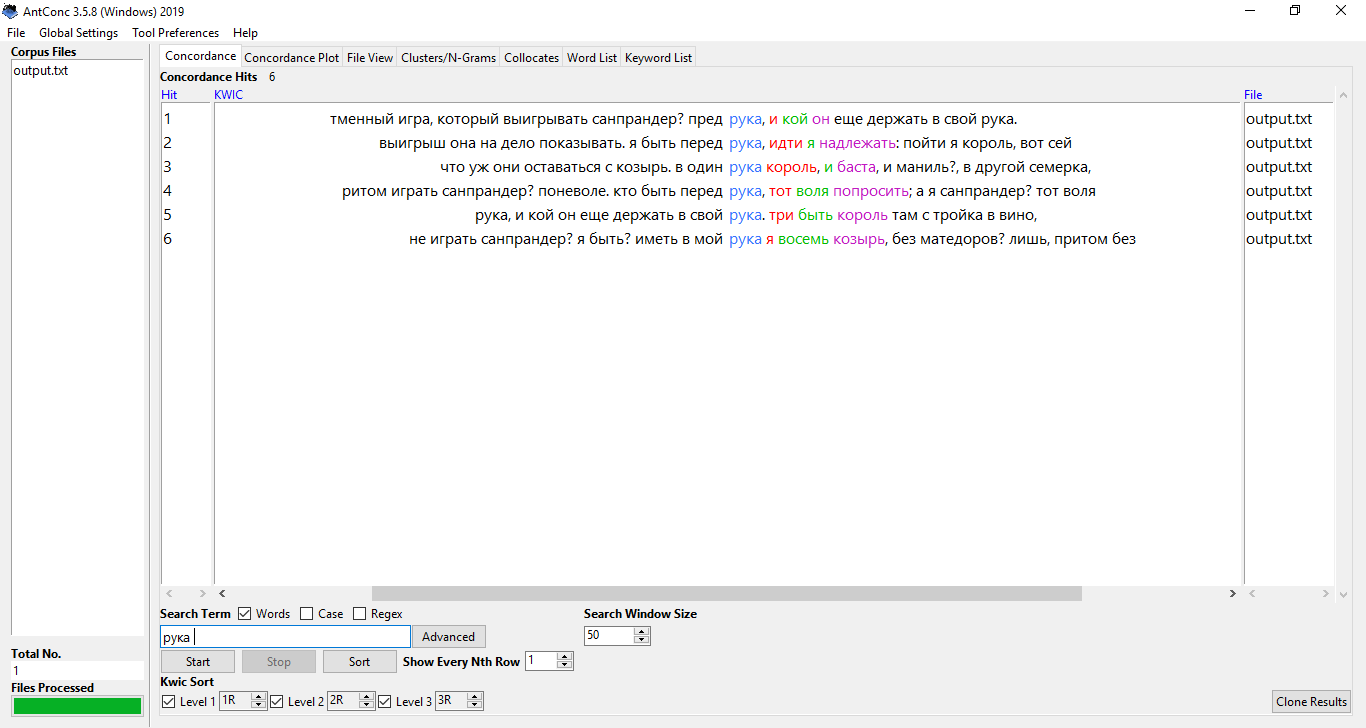 AntConc 3.5.8 (Windows) 2019
File Global Settings Tool Preferences Help
Corpus Files
output.txt
Concordance Concordance Plot File View Clusters/N-Grams Collocates Word List Keyword List
Concordance Hits 6
Hit KWIC File
1 тменный игра, который выигрывать санпрандер? пред рука, и кой он еще держать в свой рука. output.txt
2 выигрыш она на дело показывать. я быть перед рука, идти я надлежать: пойти я король, вот сей output.txt
3 что уж они оставаться с козырь. в один рука король, и баста, и маниль?, в другой семерка, output.txt
4 ритом играть санпрандер? поневоле. кто быть перед рука, тот воля попросить; а я санпрандер? тот воля output.txt
5 рука, и кой он еще держать в свой рука. три быть король там с тройка в вино, output.txt
6 не играть санпрандер? я быть? иметь в мой рука я восемь козырь, без матедоров? лишь, притом без output.txt
Search Term Words Case Regex Search Window Size
рука Advanced 50
Start Stop Sort Show Every Nth Row 1
Kwic Sort
Level 1 1R Level 2 2R Level 3 3R
Total No.
1
Files Processed
Clone Results